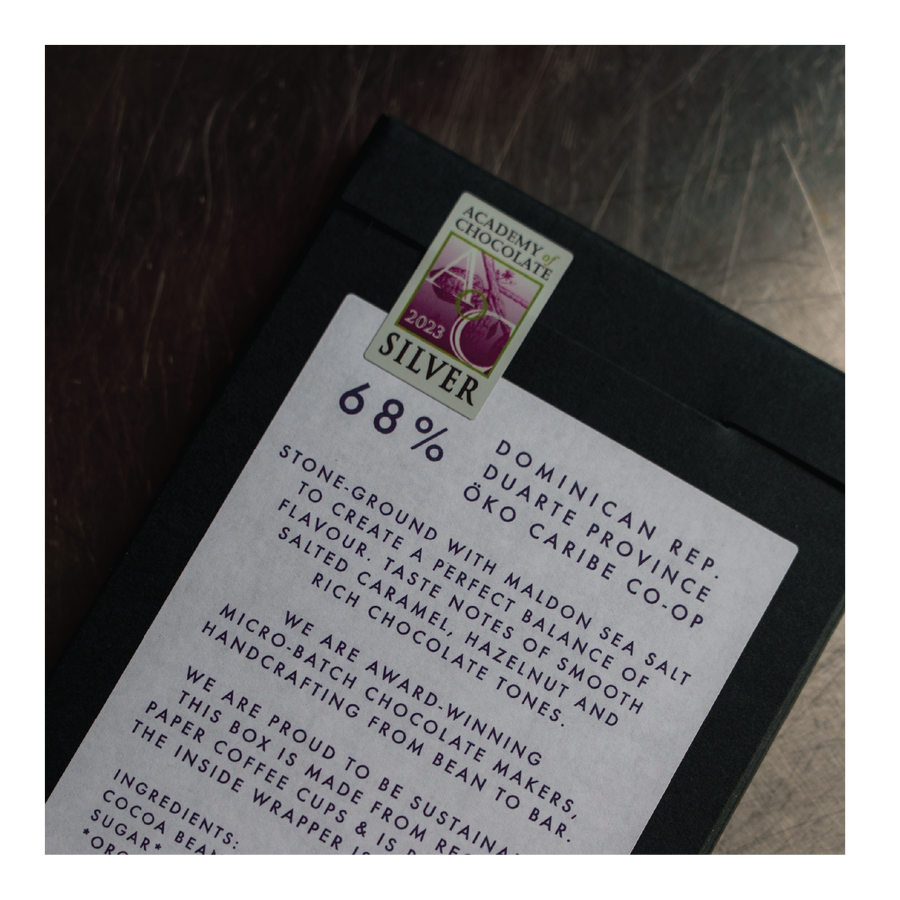 ACADEMY of
CHOCOLATE
A o C
2023
SILVER
68%
DOMINICAN REP.
DUARTE PROVINCE
ÖKO CARIBE CO-OP
STONE-GROUND WITH MALDON SEA SALT
TO CREATE A PERFECT BALANCE OF
FLAVOUR. TASTE NOTES OF SMOOTH
SALTED CARAMEL, HAZELNUT AND
RICH CHOCOLATE TONES.
WE ARE AWARD-WINNING
MICRO-BATCH CHOCOLATE MAKERS,
HANDCRAFTING FROM BEAN TO BAR.
WE ARE PROUD TO BE
THIS BOX IS MADE FROM
PAPER COFFEE CUPS & IS
THE INSIDE WRAPPER
INGREDIENTS:
COCOA
SUGAR*